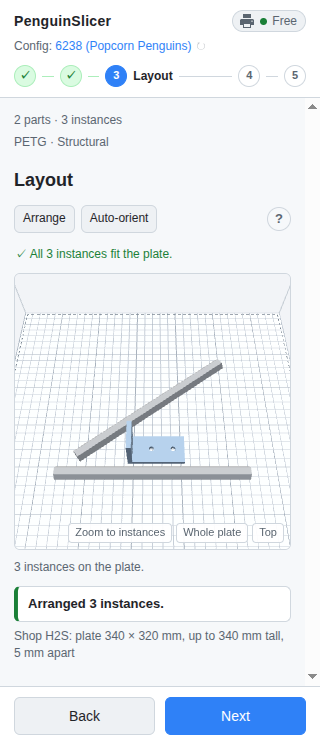 PenguinSlicer
Free
Config: 6238 (Popcorn Penguins)
✓ ✓ 3 Layout 4 5
2 parts · 3 instances
PETG · Structural
Layout
Arrange Auto-orient ?
✓ All 3 instances fit the plate.
Zoom to instances Whole plate Top
3 instances on the plate.
Arranged 3 instances.
Shop H2S: plate 340 × 320 mm, up to 340 mm tall,
5 mm apart
Back Next